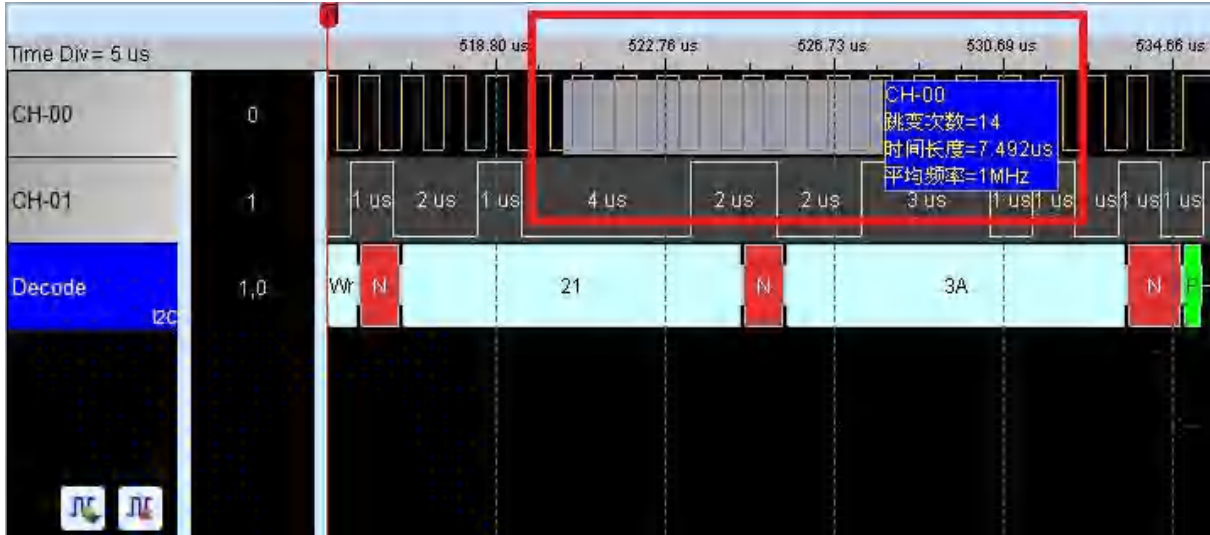 Time Div = 5 us
518.80 us
522.76 us
526.73 us
530.69 us
534.66 us
CH-00
0
CH-00
跳变次数=14
时间长度=7.492us
平均频率=1MHz
CH-01
1
1 us
2 us
1 us
4 us
2 us
2 us
3 us
1 us
1 us
us
1 us
1 us
Decode
I2C
1,0
Wr
N
21
N
3A
N
P